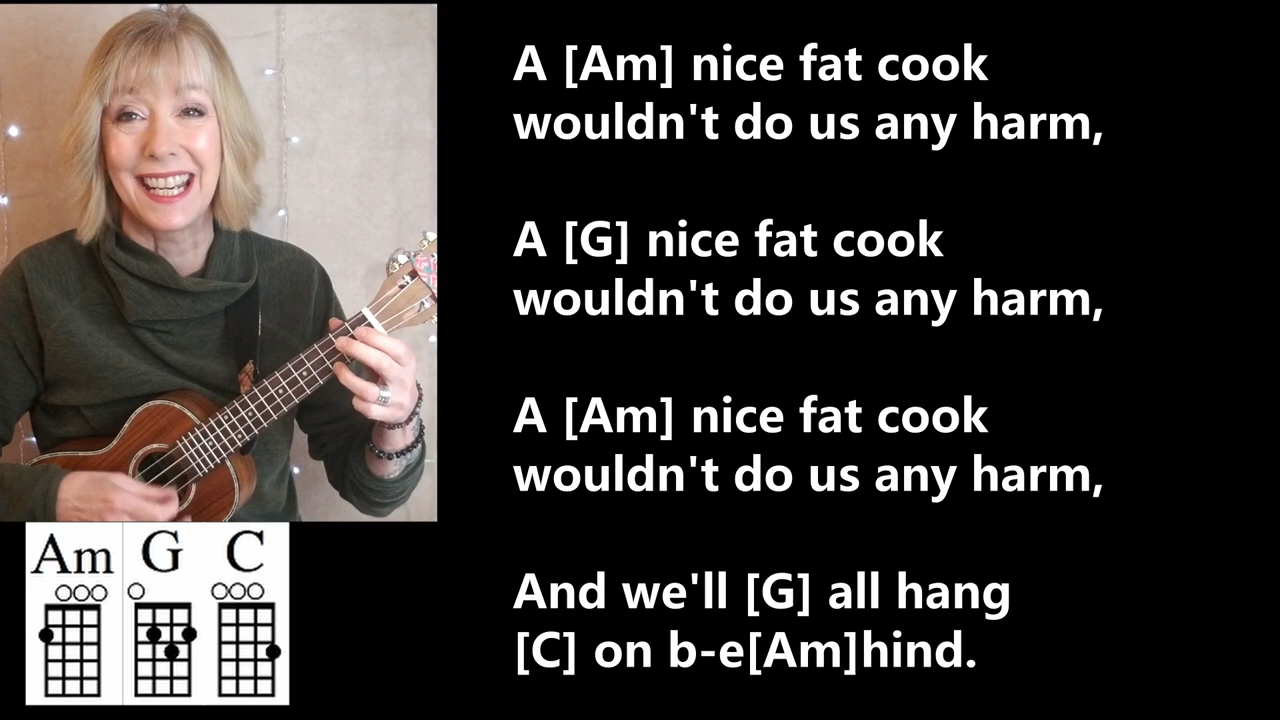 A [Am] nice fat cook
wouldn't do us any harm,
A [G] nice fat cook
wouldn't do us any harm,
A [Am] nice fat cook
wouldn't do us any harm,
And we'll [G] all hang
[C] on b-e[Am]hind.
Am G C